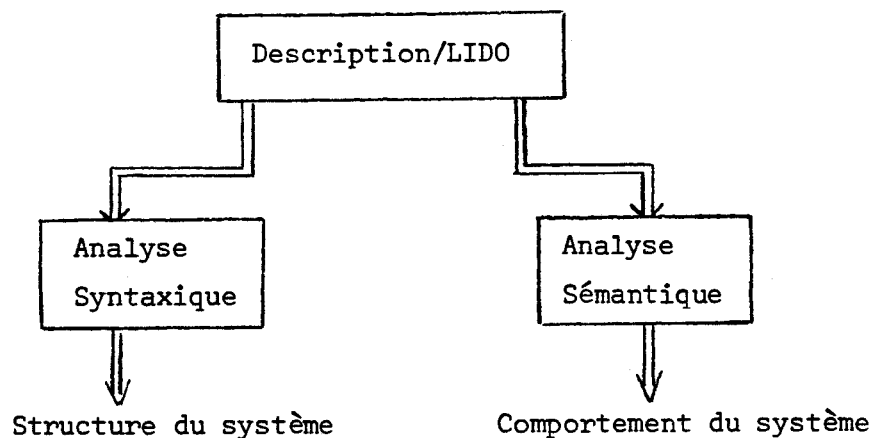 Description/LIDO
Analyse
Syntaxique
Analyse
Sémantique
Structure du système
Comportement du système